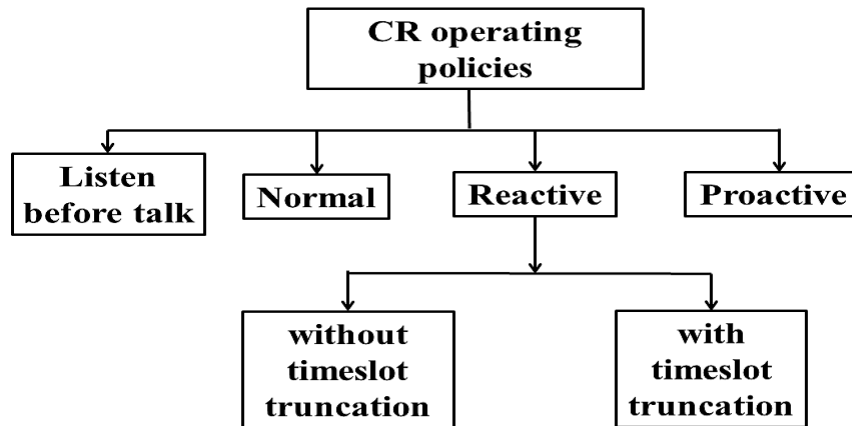 CR operating
policies
Listen
before talk
Normal
Reactive
Proactive
without
timeslot
truncation
with
timeslot
truncation